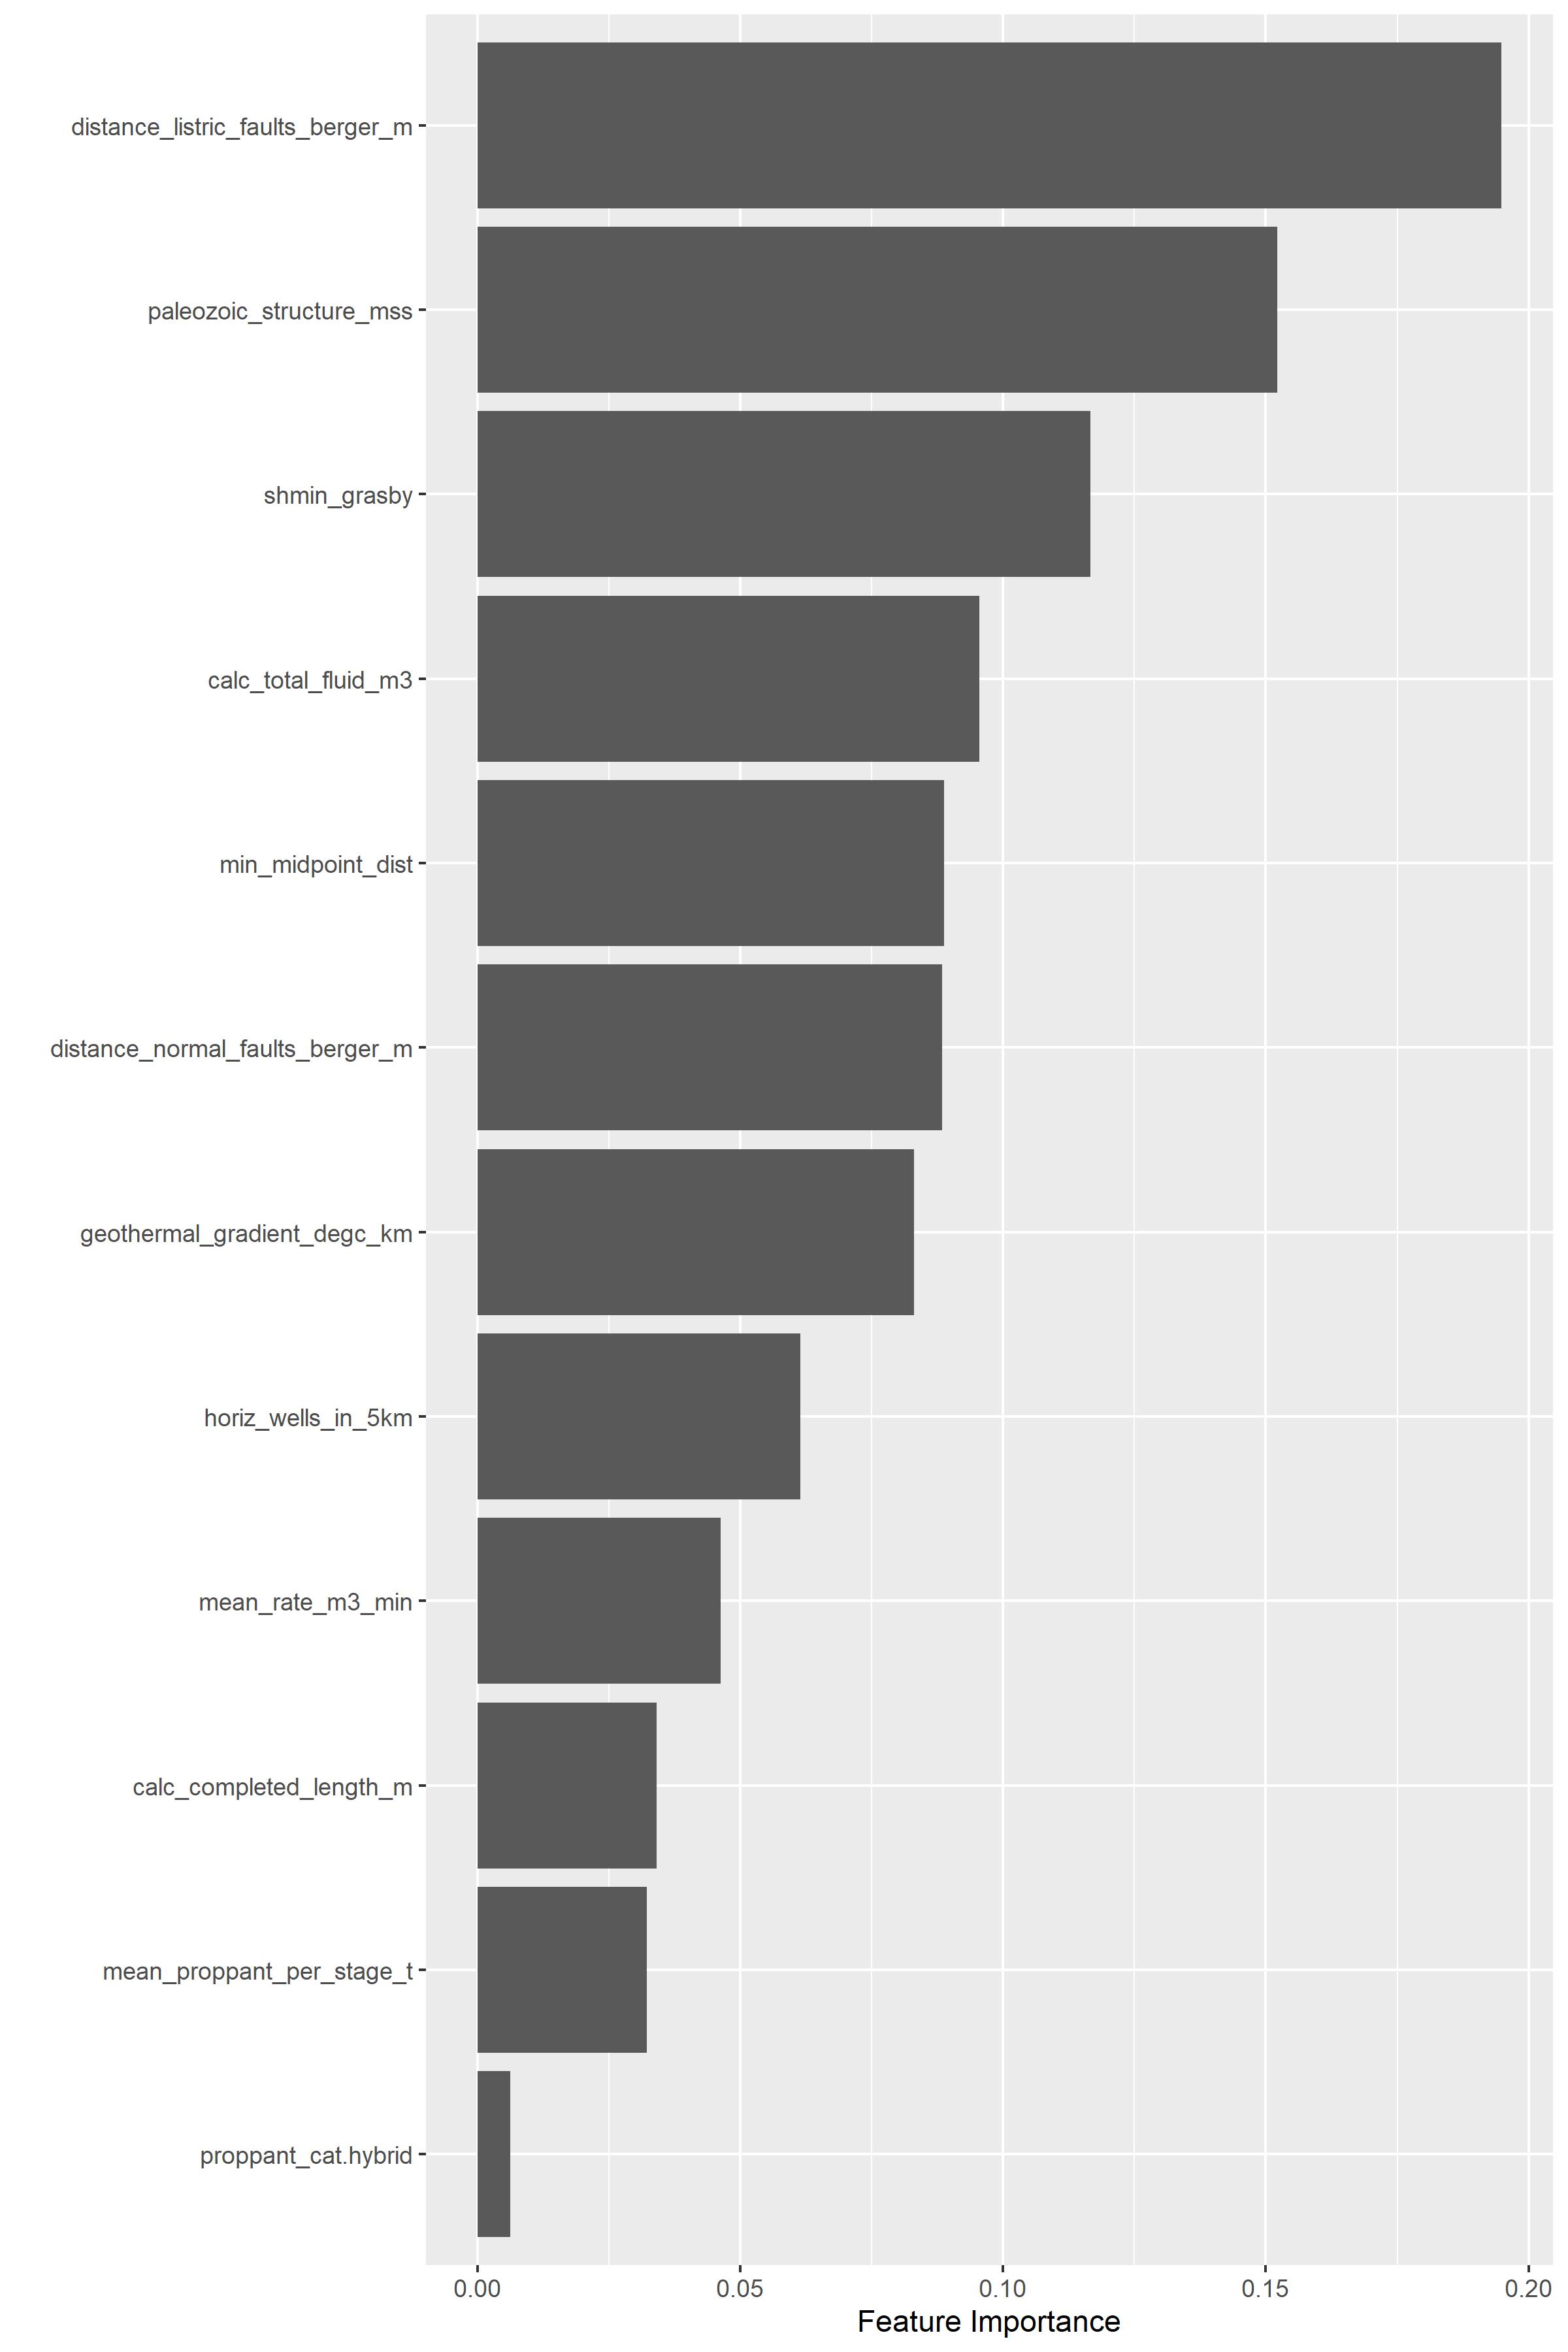 distance_listric_faults_berger_m
paleozoic_structure_mss
shmin_grasby
calc_total_fluid_m3
min_midpoint_dist
distance_normal_faults_berger_m
geothermal_gradient_degc_km
horiz_wells_in_5km
mean_rate_m3_min
calc_completed_length_m
mean_proppant_per_stage_t
proppant_cat.hybrid
0.00 0.05 0.10 0.15 0.20
Feature Importance